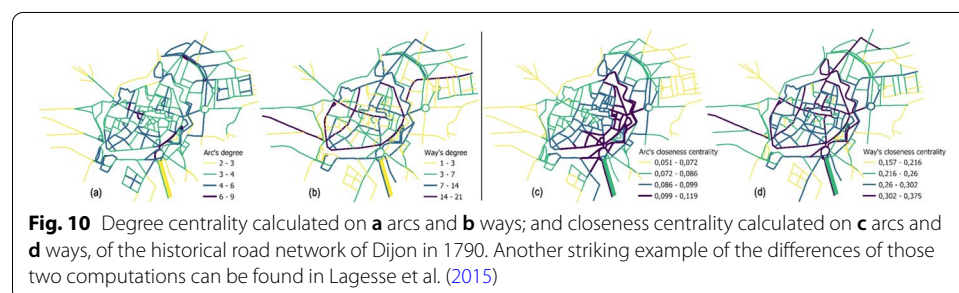 Arc's degree
2 - 3
3 - 4
4 - 6
6 - 9
(a)
Way's degree
1 - 3
3 - 7
7 - 14
14 - 21
(b)
Arc's closeness centrality
0,051 - 0,072
0,072 - 0,086
0,086 - 0,099
0,099 - 0,119
(c)
Way's closeness centrality
0,157 - 0,216
0,216 - 0,26
0,26 - 0,302
0,302 - 0,375
(d)
Fig. 10 Degree centrality calculated on a arcs and b ways; and closeness centrality calculated on c arcs and
d ways, of the historical road network of Dijon in 1790. Another striking example of the differences of those
two computations can be found in Lagesse et al. (2015)